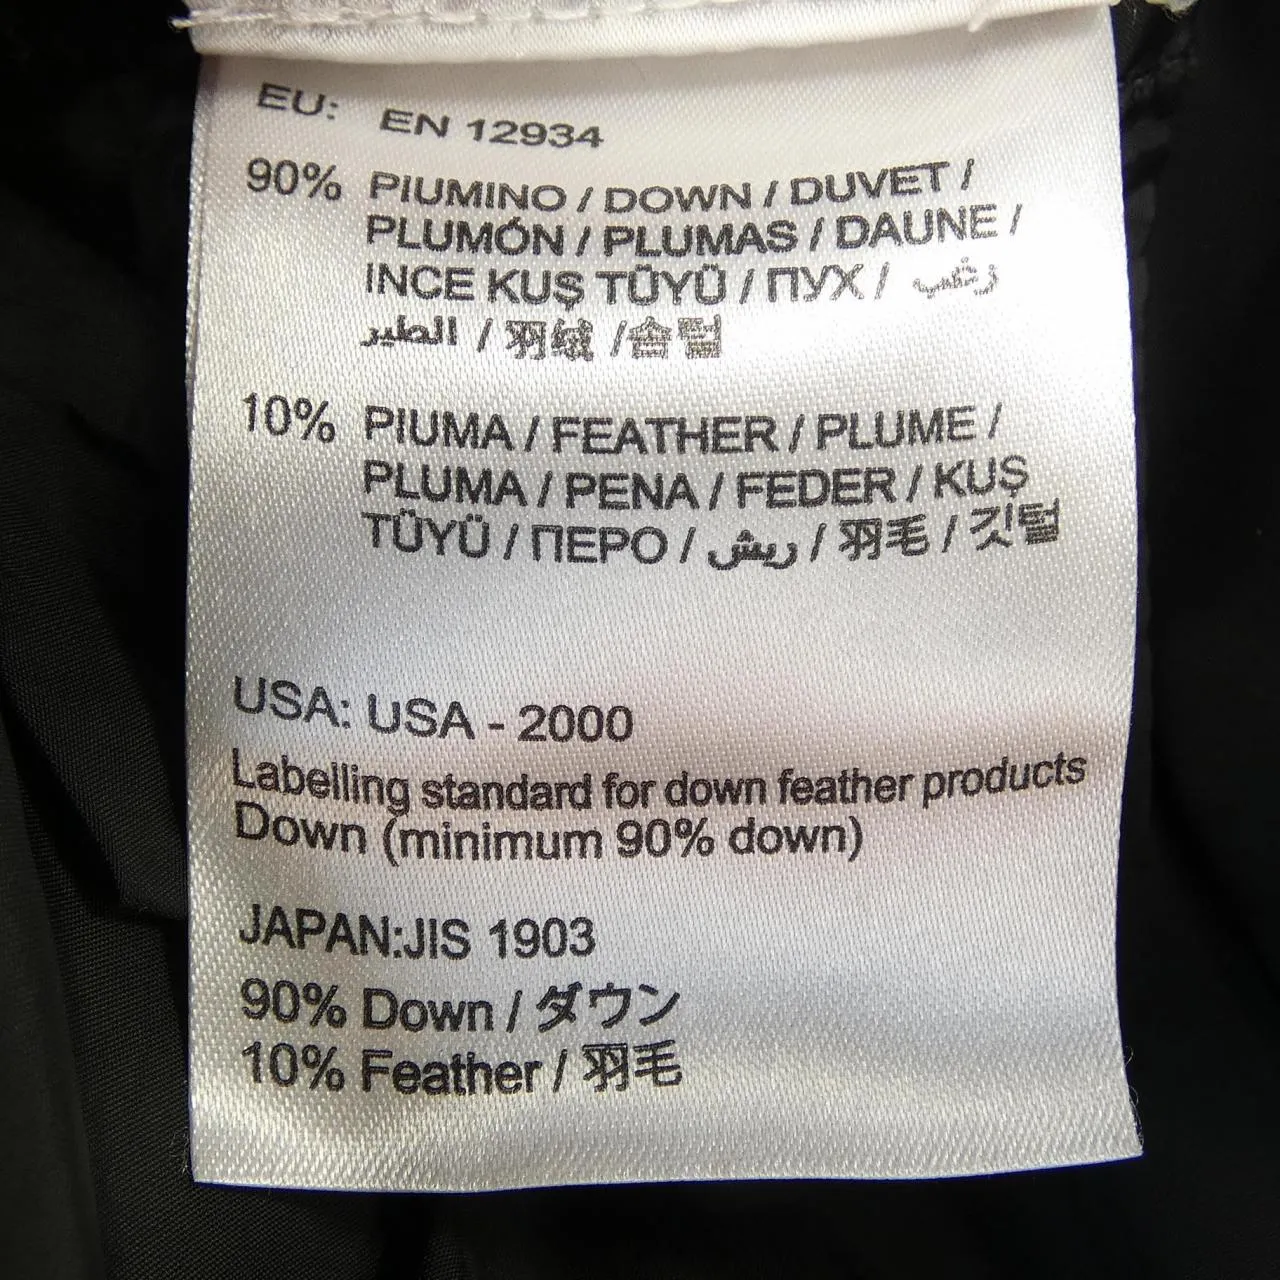 EU: EN 12934
90% PIUMINO / DOWN / DUVET /
PLUMÓN / PLUMAS / DAUNE /
INCE KUŞ TÜYÜ / ПУХ / زغب
الطير / 羽绒 /솜털
10% PIUMA / FEATHER / PLUME /
PLUMA / PENA / FEDER / KUŞ
TÜYÜ / ПЕРО / ريش / 羽毛 / 깃털
USA: USA - 2000
Labelling standard for down feather products
Down (minimum 90% down)
JAPAN:JIS 1903
90% Down / ダウン
10% Feather / 羽毛